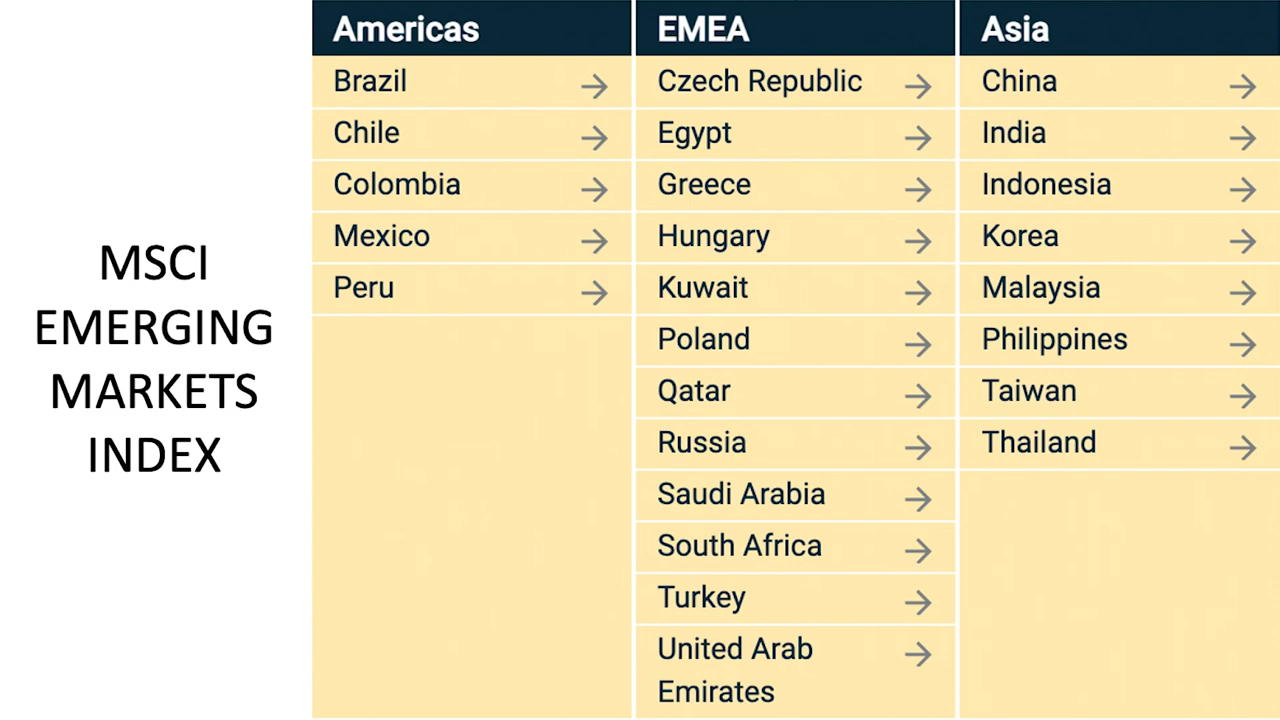 MSCI
EMERGING
MARKETS
INDEX
Americas
Brazil
Chile
Colombia
Mexico
Peru
EMEA
Czech Republic
Egypt
Greece
Hungary
Kuwait
Poland
Qatar
Russia
Saudi Arabia
South Africa
Turkey
United Arab
Emirates
Asia
China
India
Indonesia
Korea
Malaysia
Philippines
Taiwan
Thailand